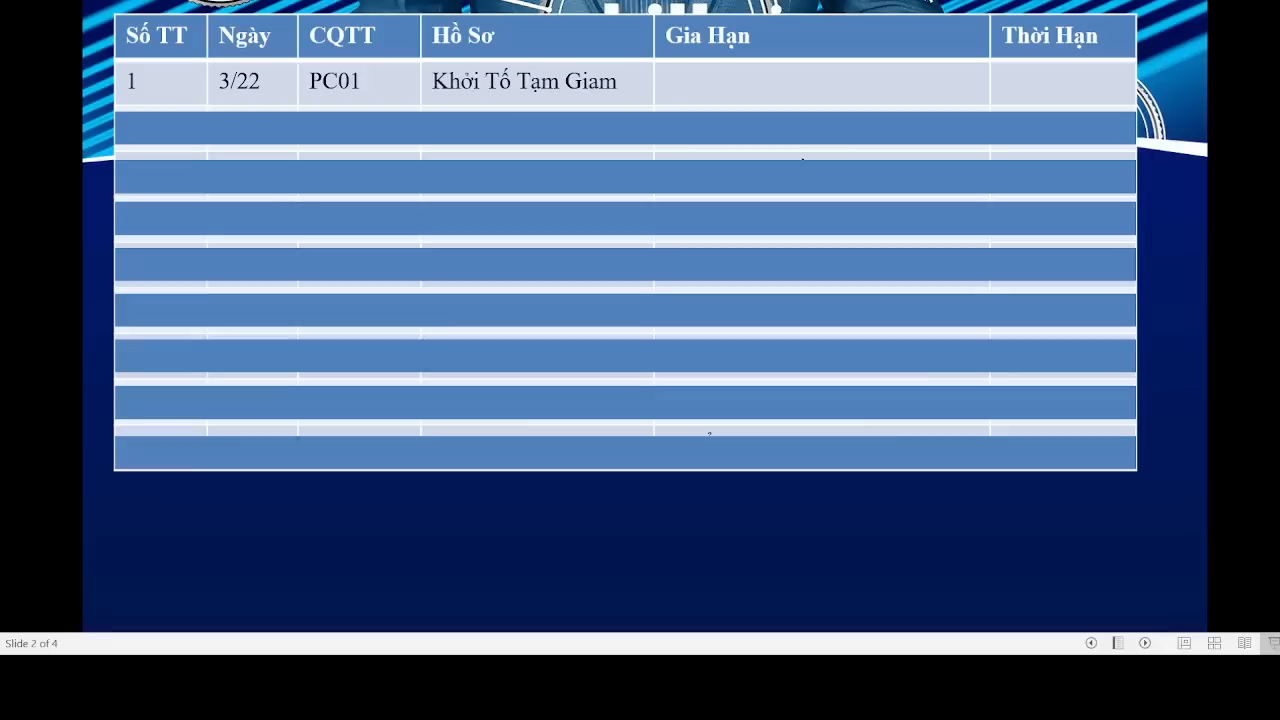 Số TT Ngày CQTT Hồ Sơ Gia Hạn Thời Hạn
1 3/22 PC01 Khởi Tố Tạm Giam
Slide 2 of 4